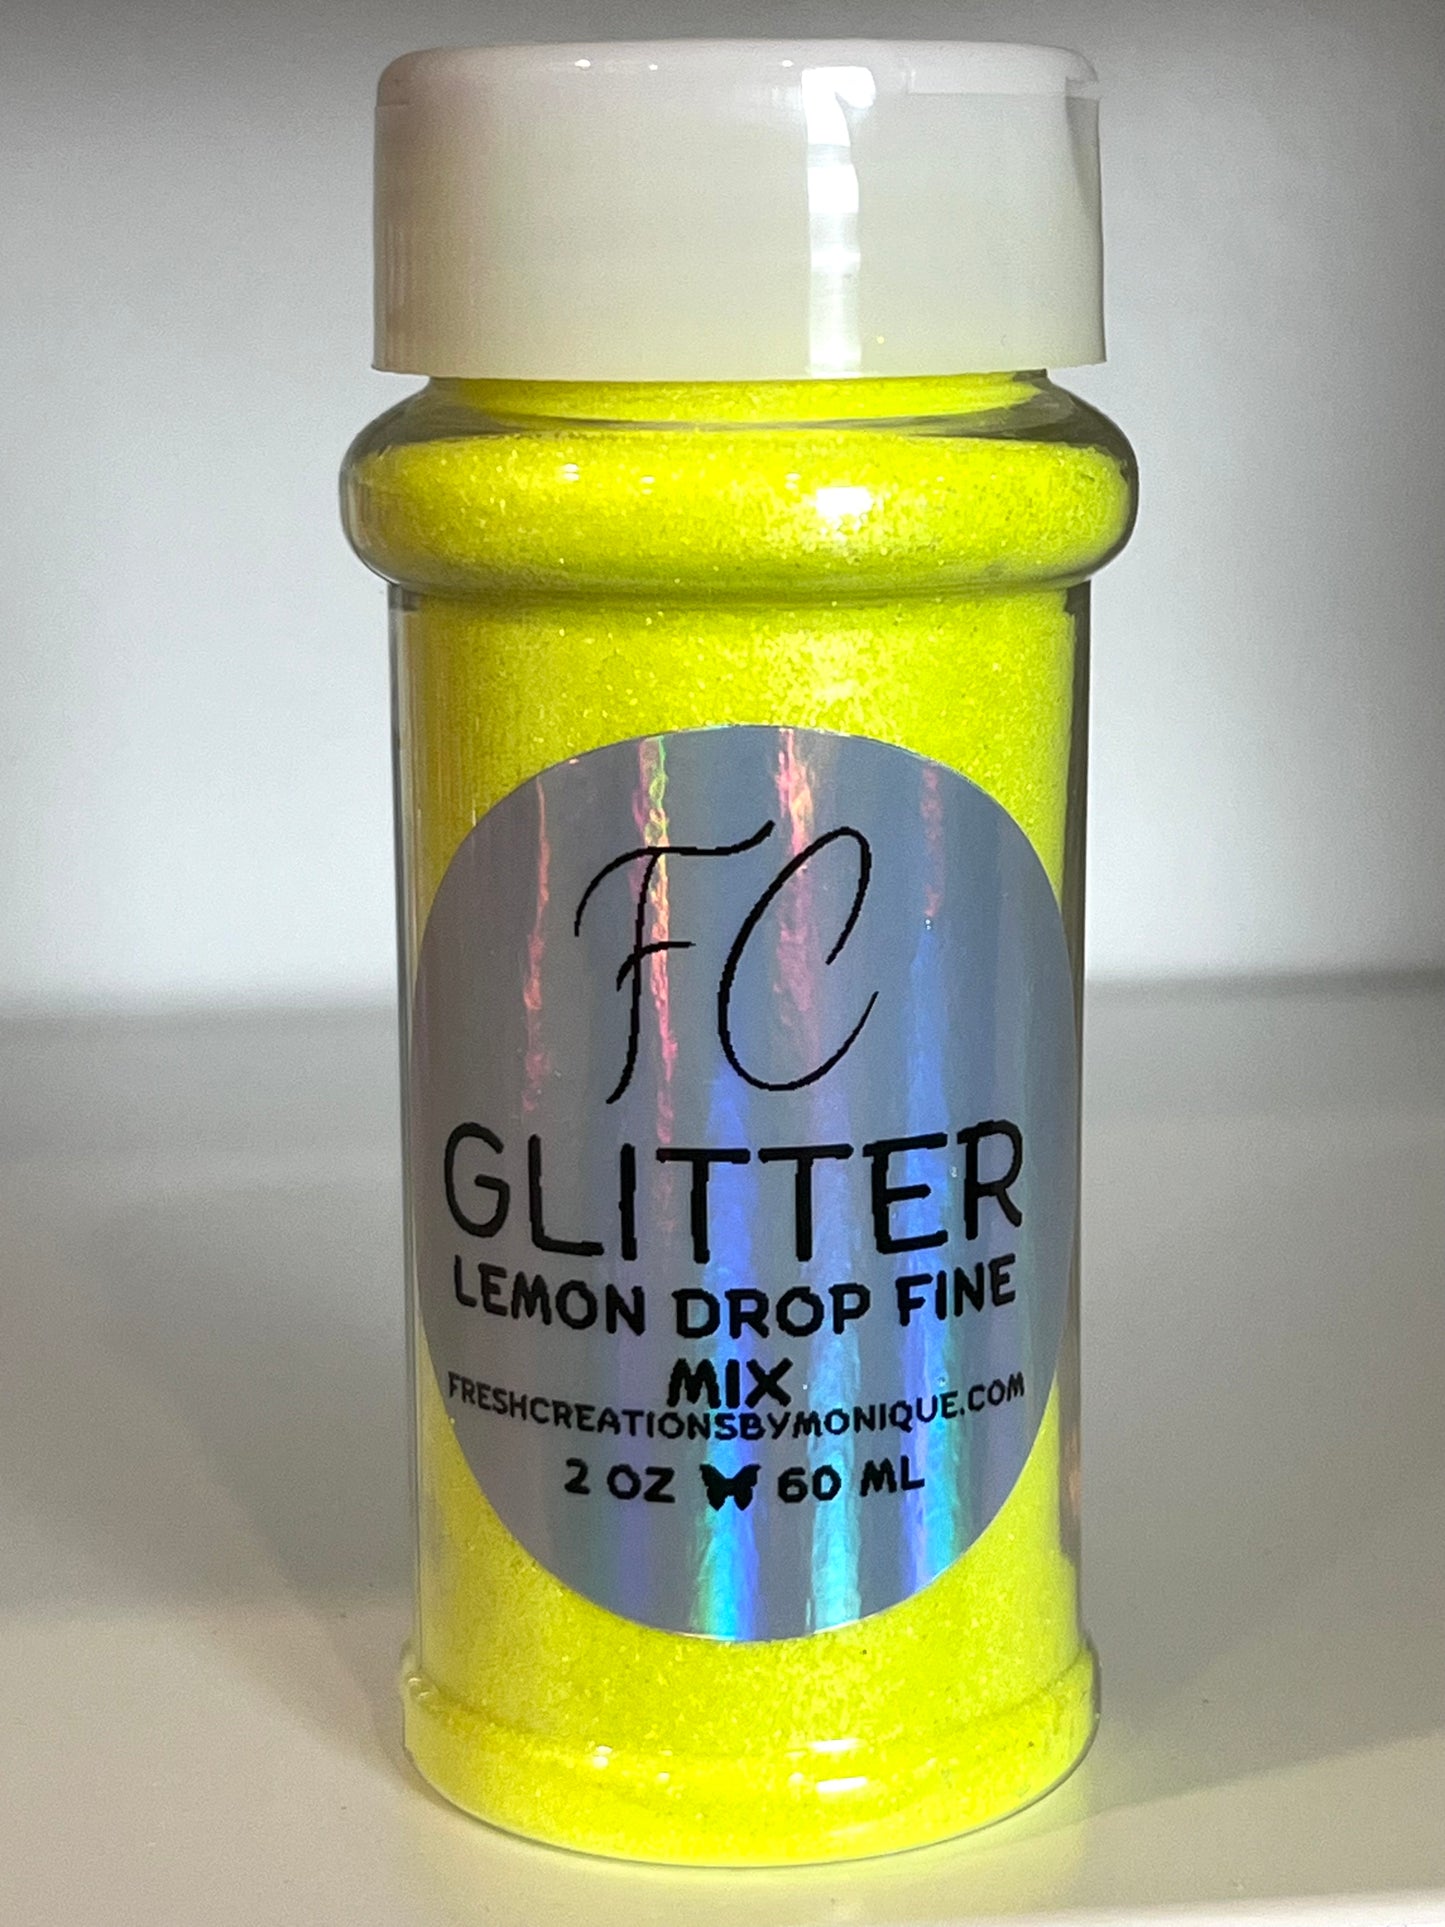 FC
GLITTER
LEMON DROP FINE
MIX
FRESHCREATIONSBYMONIQUE.COM
2 OZ 60 ML